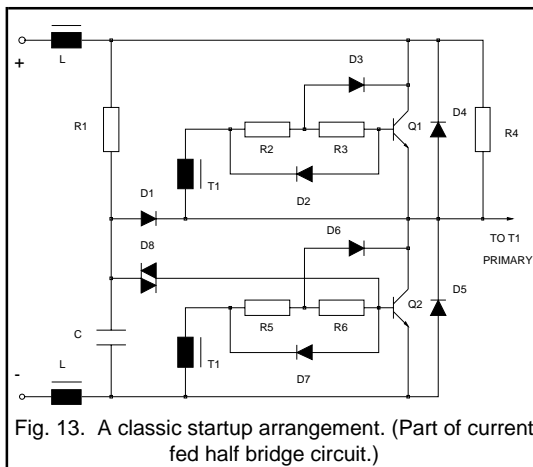 L
+
D3
R1
Q1
D4
R4
R2
R3
T1
D2
D1
D6
D8
TO T1
PRIMARY
Q2
D5
C
R5
R6
T1
D7
-
L
Fig. 13. A classic startup arrangement. (Part of current
fed half bridge circuit.)